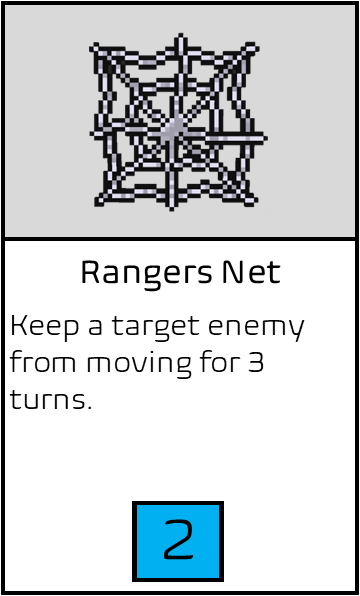 Rangers Net
Keep a target enemy
from moving for 3
turns.
2